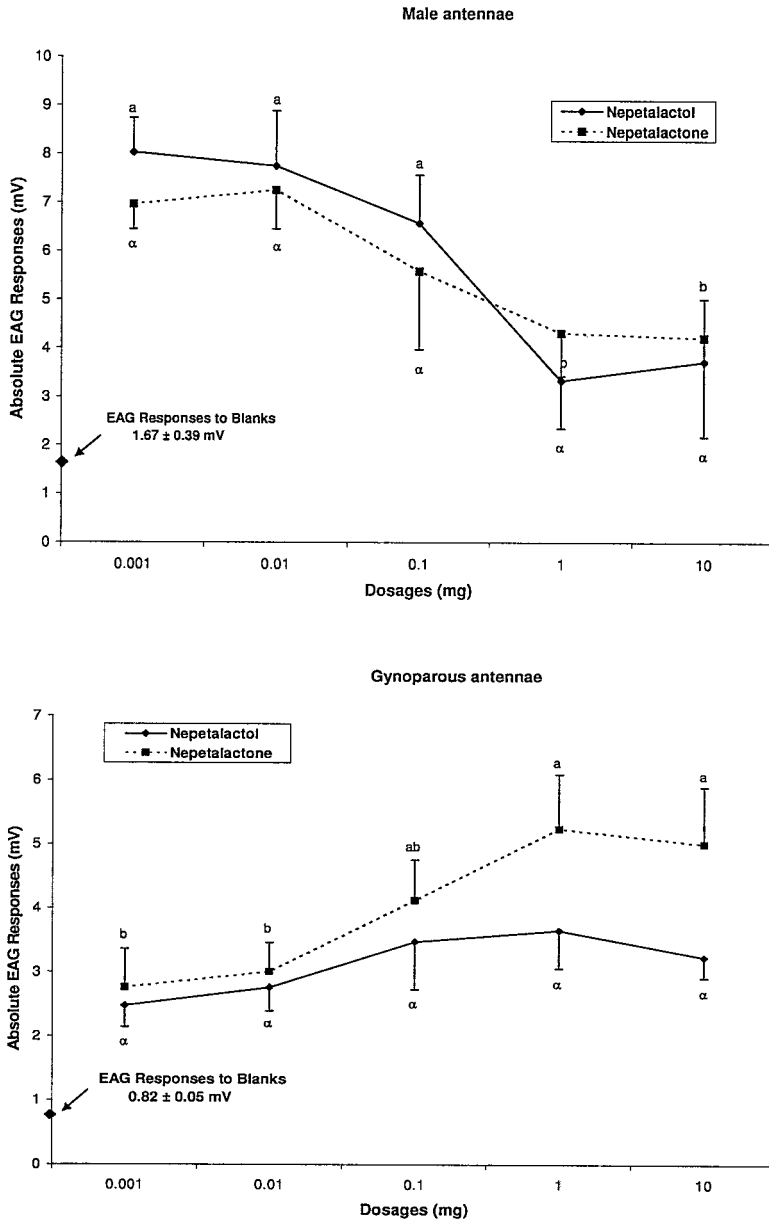 Male antennae
10
9
8
7
6
5
4
3
2
1
0
Absolute EAG Responses (mV)
Nepetalactol
Nepetalactone
a
a
a
b
b
α
α
α
α
α
EAG Responses to Blanks
1.67 ± 0.39 mV
0.001
0.01
0.1
1
10
Dosages (mg)
Gynoparous antennae
7
6
5
4
3
2
1
0
Absolute EAG Responses (mV)
Nepetalactol
Nepetalactone
b
b
ab
a
a
α
α
α
α
α
EAG Responses to Blanks
0.82 ± 0.05 mV
0.001
0.01
0.1
1
10
Dosages (mg)